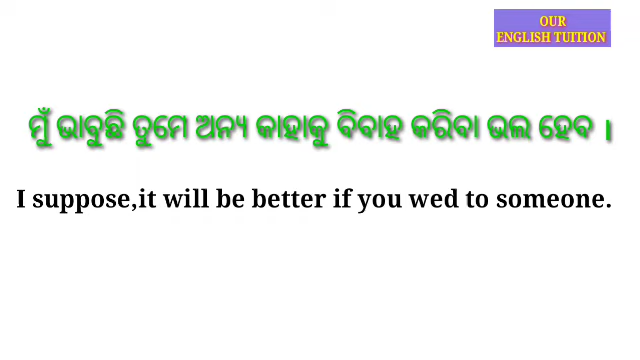 OUR
ENGLISH TUITION
ମୁଁ ଭାବୁଛି ତୁମେ ଅନ୍ୟ କାହାକୁ ବିବାହ କରିବା ଭଲ ହେବ ।
I suppose,it will be better if you wed to someone.